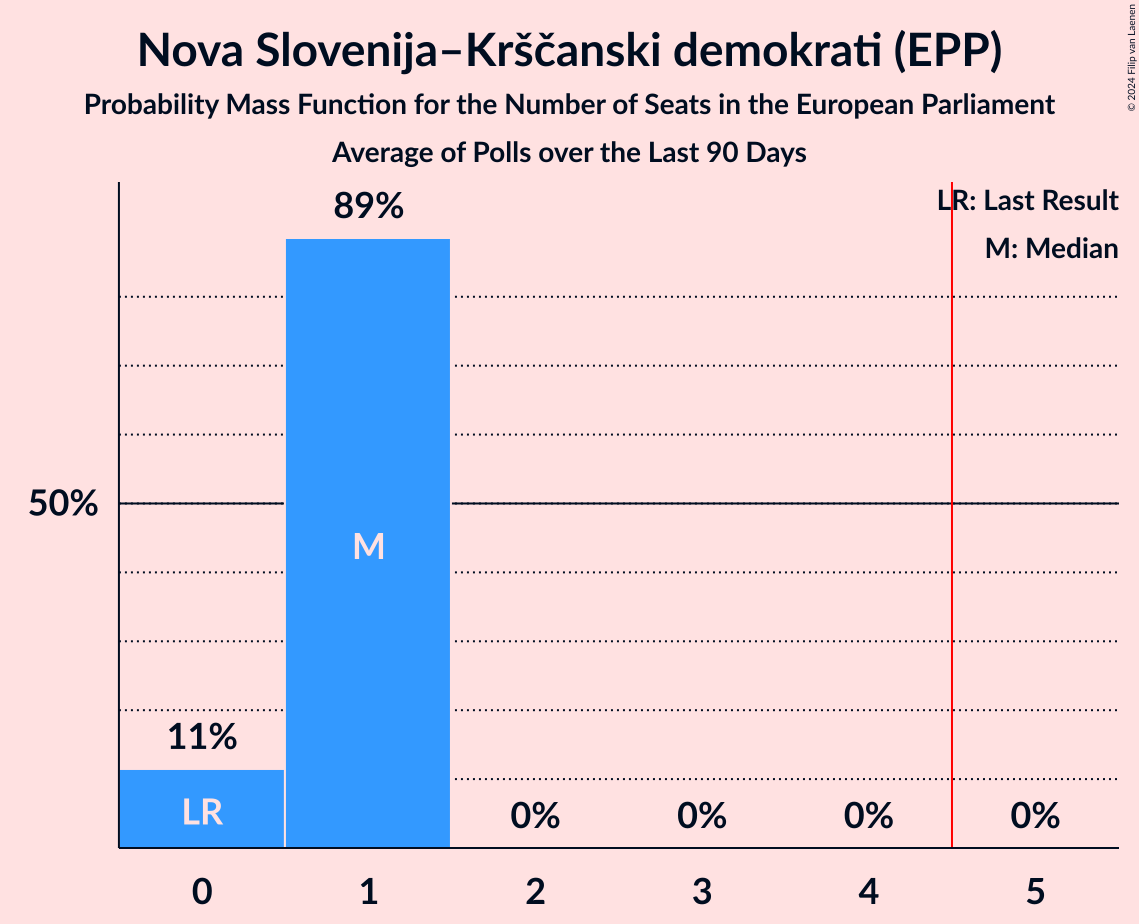 Nova Slovenija–Krščanski demokrati (EPP)
Probability Mass Function for the Number of Seats in the European Parliament
Average of Polls over the Last 90 Days
© 2024 Filip van Laenen
LR: Last Result
M: Median
89%
50%
M
11%
LR
0%
0%
0%
0%
0
1
2
3
4
5